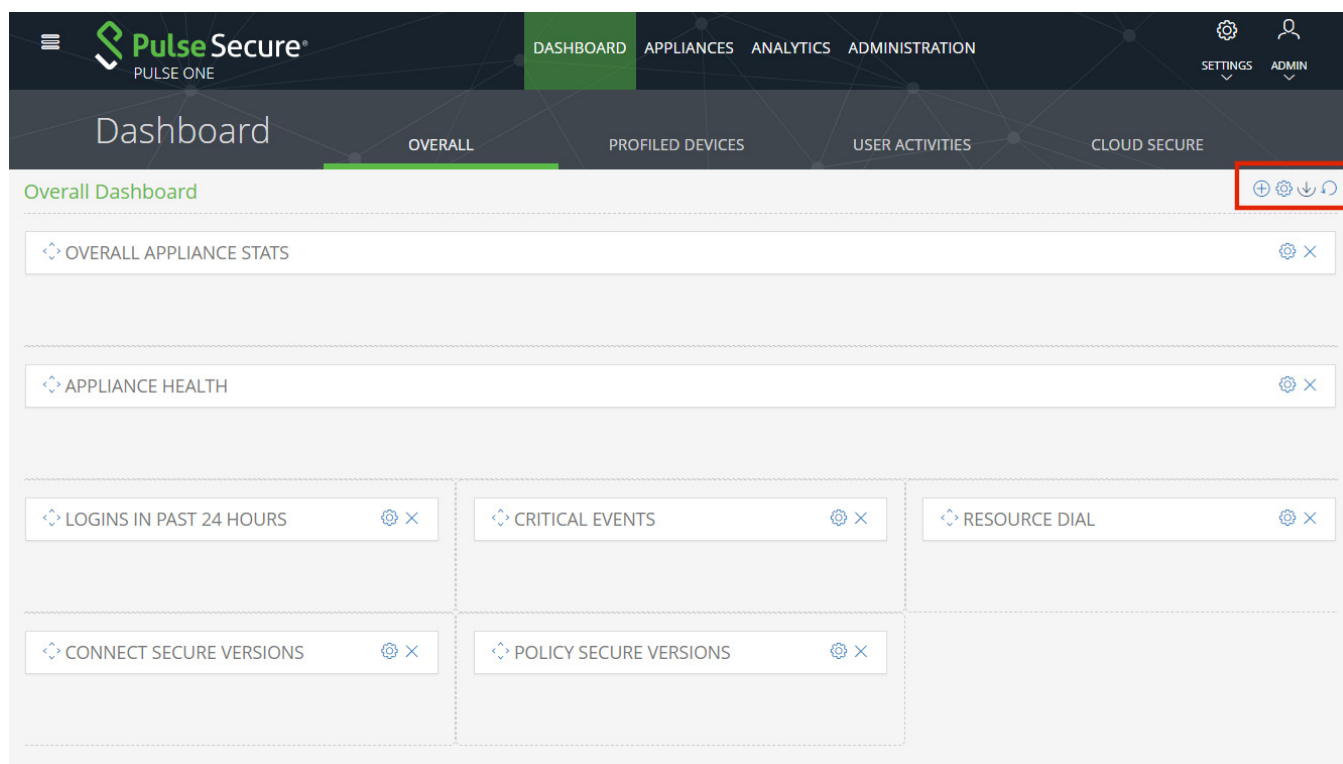 Pulse Secure®
PULSE ONE
DASHBOARD APPLIANCES ANALYTICS ADMINISTRATION
SETTINGS ADMIN
Dashboard
OVERALL PROFILED DEVICES USER ACTIVITIES CLOUD SECURE
Overall Dashboard
OVERALL APPLIANCE STATS
APPLIANCE HEALTH
LOGINS IN PAST 24 HOURS CRITICAL EVENTS RESOURCE DIAL
CONNECT SECURE VERSIONS POLICY SECURE VERSIONS